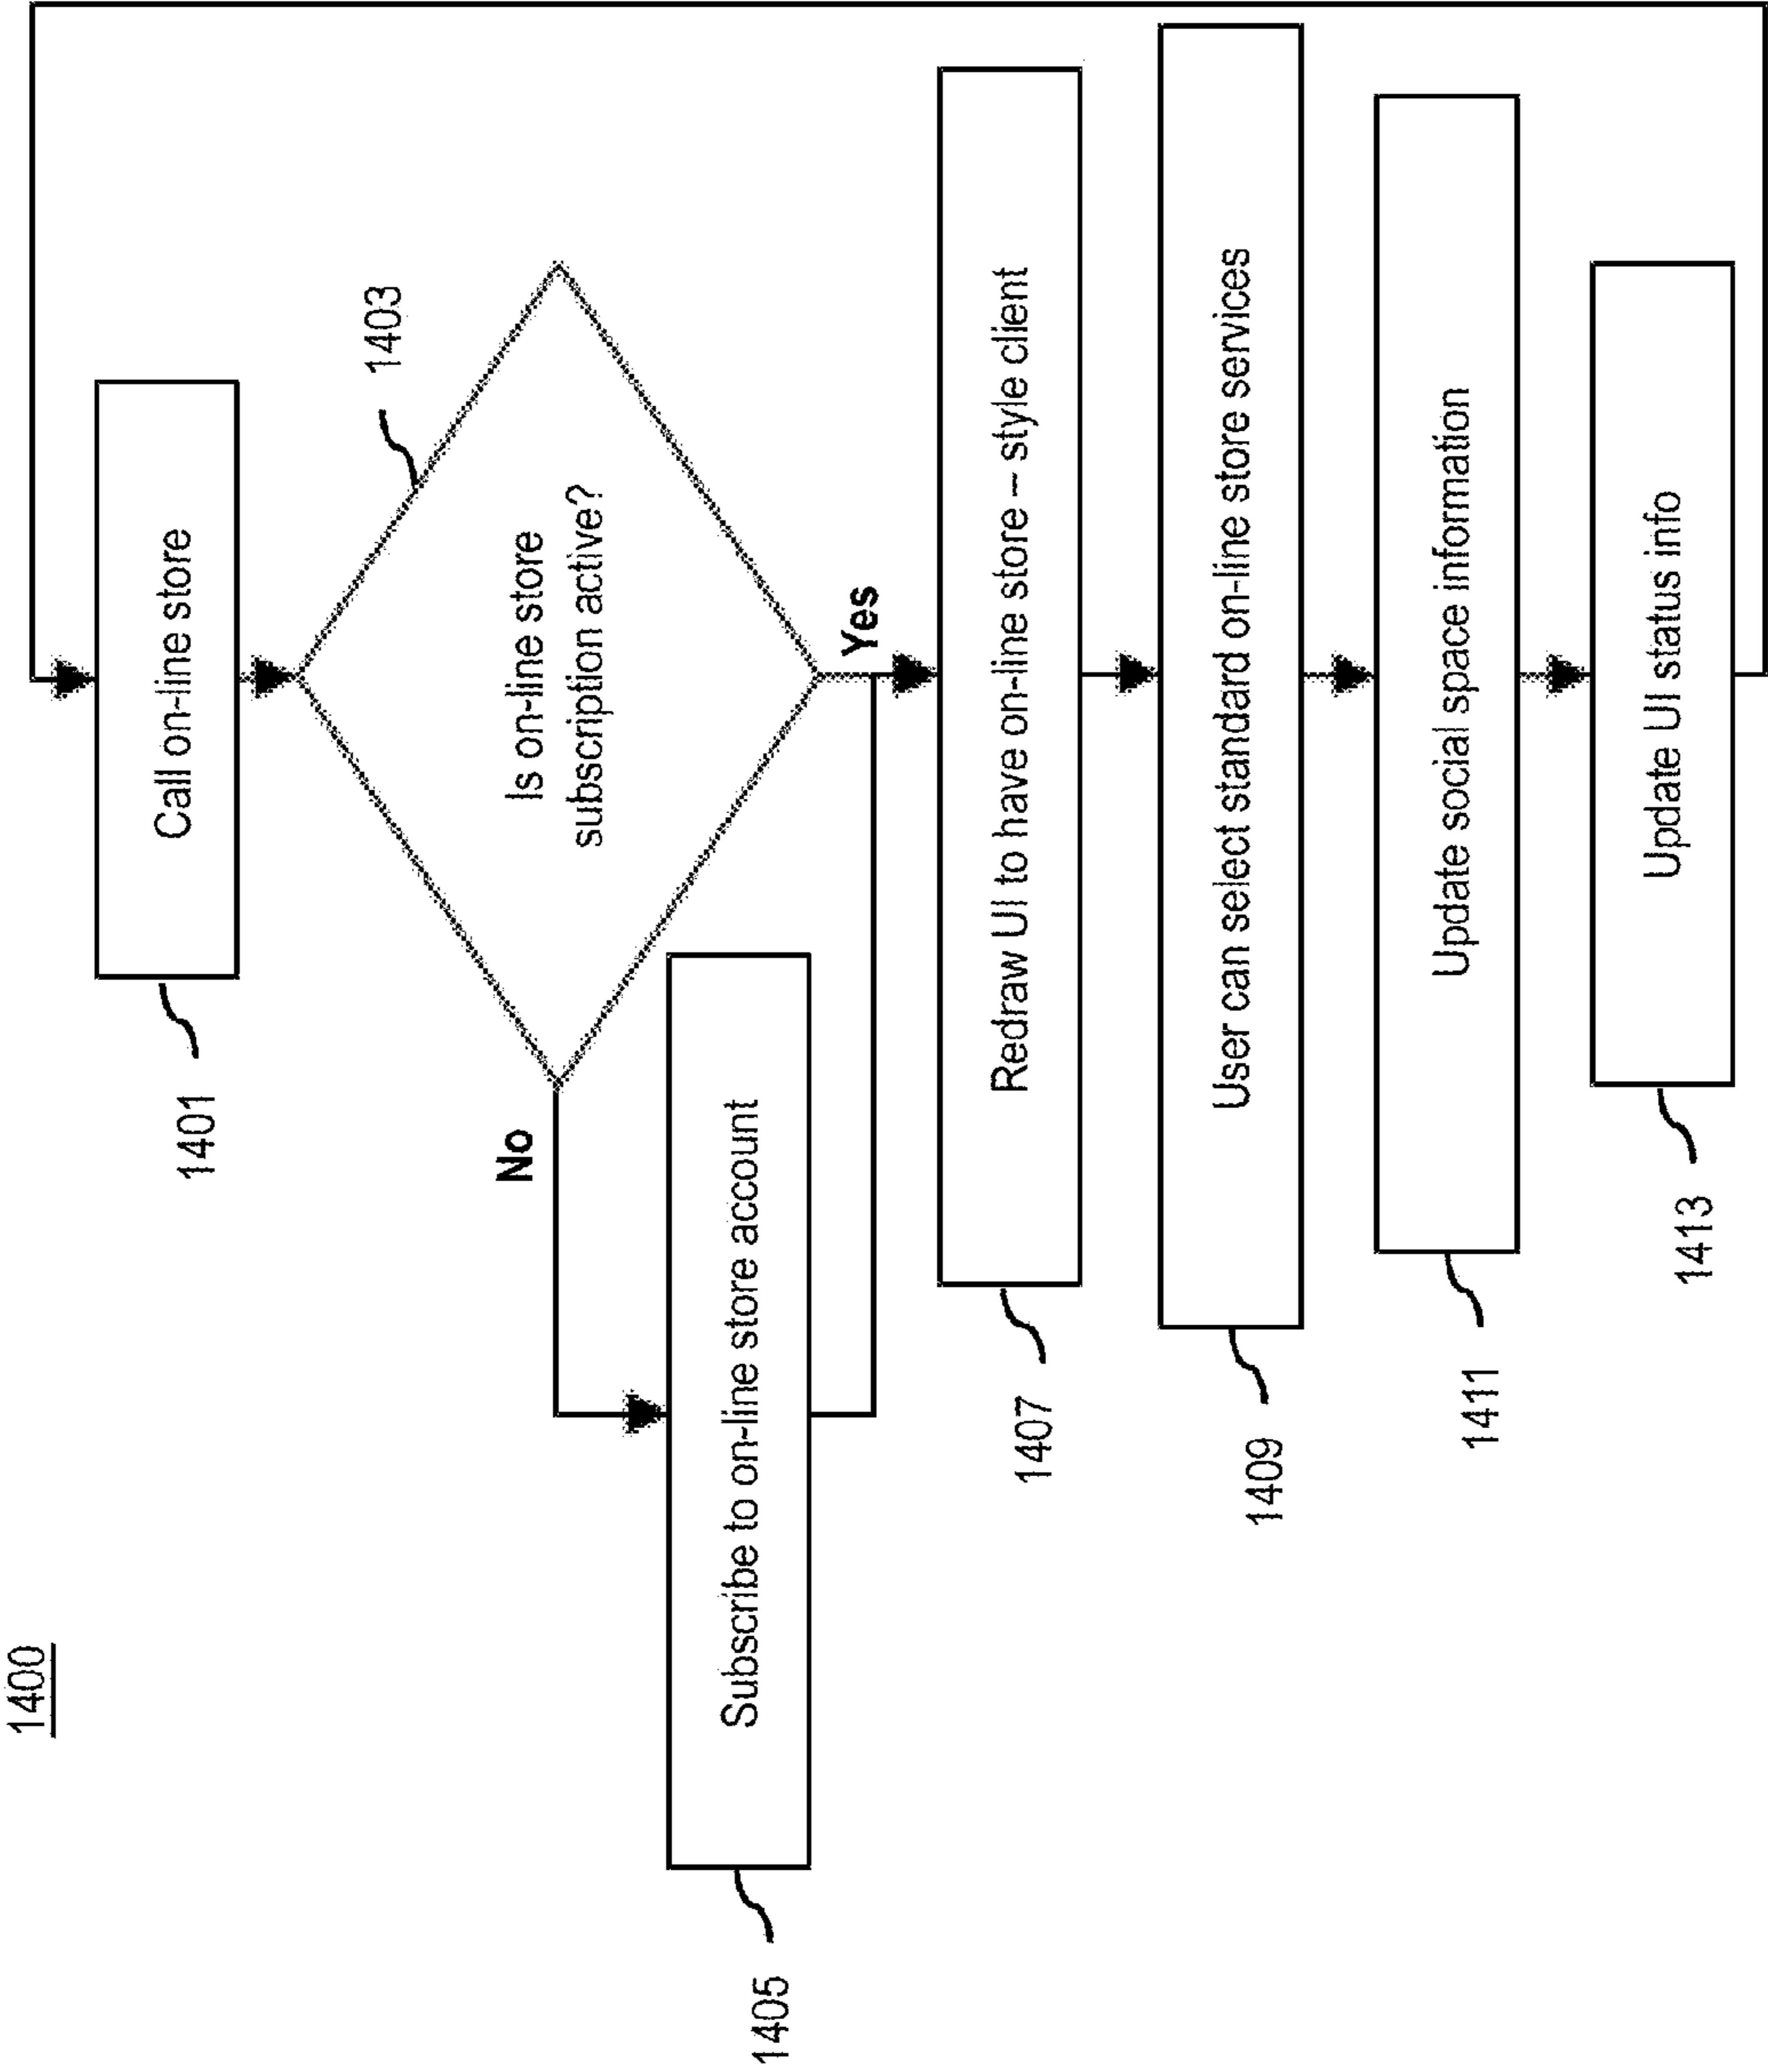 1400
Call on-line store
1401
1403
Is on-line store
subscription active?
No
Yes
Subscribe to on-line store account
1405
Redraw UI to have on-line store – style client
1407
User can select standard on-line store services
1409
Update social space information
1411
Update UI status info
1413